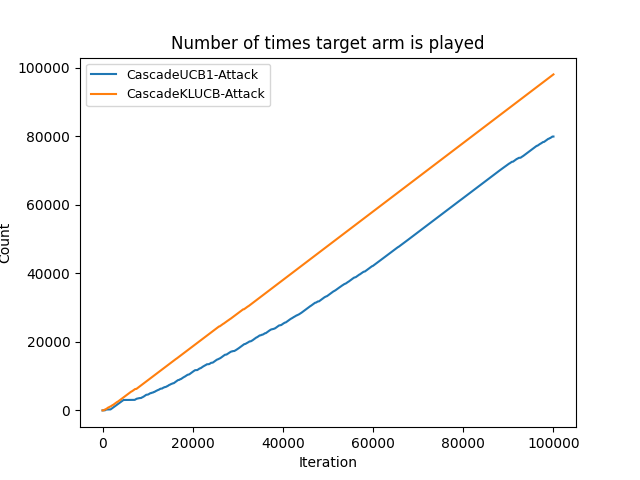 Number of times target arm is played
CascadeUCB1-Attack
CascadeKLUCB-Attack
100000
80000
60000
40000
20000
0
Count
0 20000 40000 60000 80000 100000
Iteration